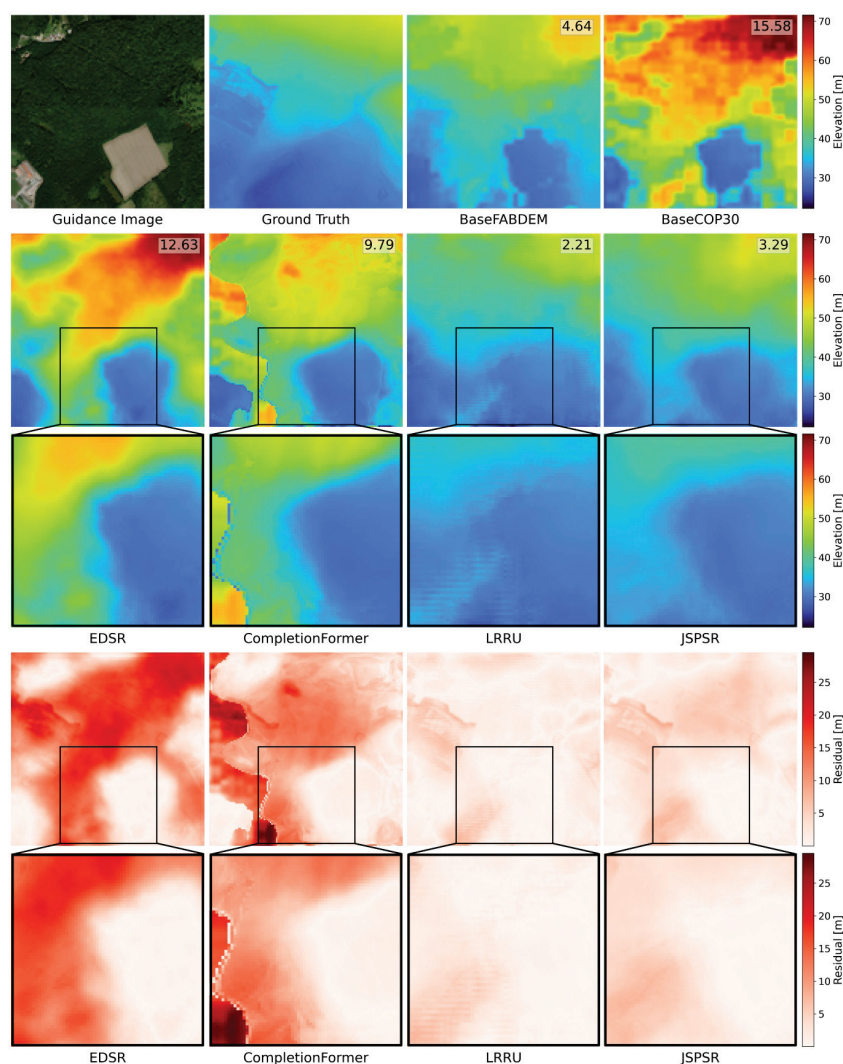 4.64
15.58
70
60
50
40
30
Elevation [m]
Guidance Image
Ground Truth
BaseFABDEM
BaseCOP30
12.63
9.79
2.21
3.29
70
60
50
40
30
Elevation [m]
70
60
50
40
30
Elevation [m]
EDSR
CompletionFormer
LRRU
JSPSR
25
20
15
10
5
Residual [m]
25
20
15
10
5
Residual [m]
EDSR
CompletionFormer
LRRU
JSPSR